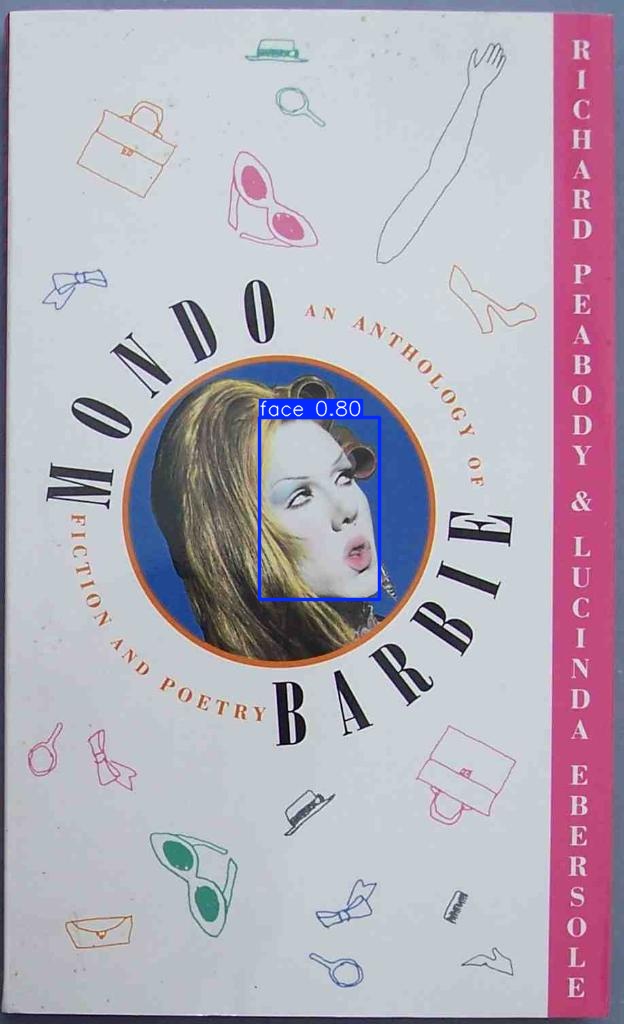 MONDO
BARBIE
AN ANTHOLOGY OF
FICTION AND POETRY
RICHARD PEABODY & LUCINDA EBERSOLE
face 0.80